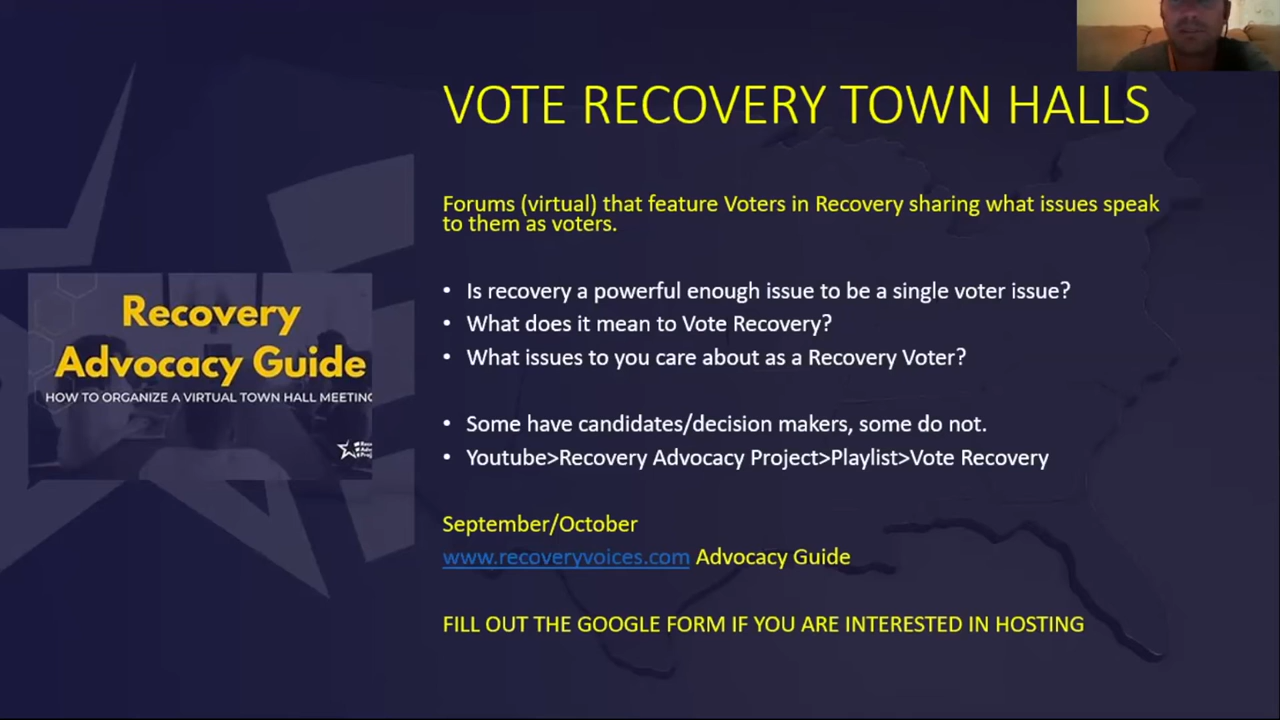 VOTE RECOVERY TOWN HALLS
Forums (virtual) that feature Voters in Recovery sharing what issues speak
to them as voters.
• Is recovery a powerful enough issue to be a single voter issue?
• What does it mean to Vote Recovery?
• What issues to you care about as a Recovery Voter?
• Some have candidates/decision makers, some do not.
• Youtube>Recovery Advocacy Project>Playlist>Vote Recovery
September/October
www.recoveryvoices.com Advocacy Guide
FILL OUT THE GOOGLE FORM IF YOU ARE INTERESTED IN HOSTING
Recovery
Advocacy Guide
HOW TO ORGANIZE A VIRTUAL TOWN HALL MEETING